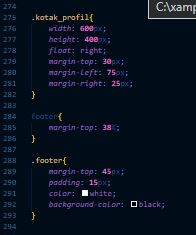 274
C:\xamp
275 .kotak_profil{
276 width: 600px;
277 height: 400px;
278 float: right;
279 margin-top: 30px;
280 margin-left: 75px;
281 margin-right: 25px;
282 }
283
284 footer{
285 margin-top: 38%;
286 }
287
288 .footer{
289 margin-top: 45px;
290 padding: 15px;
291 color: white;
292 background-color: black;
293 }
294